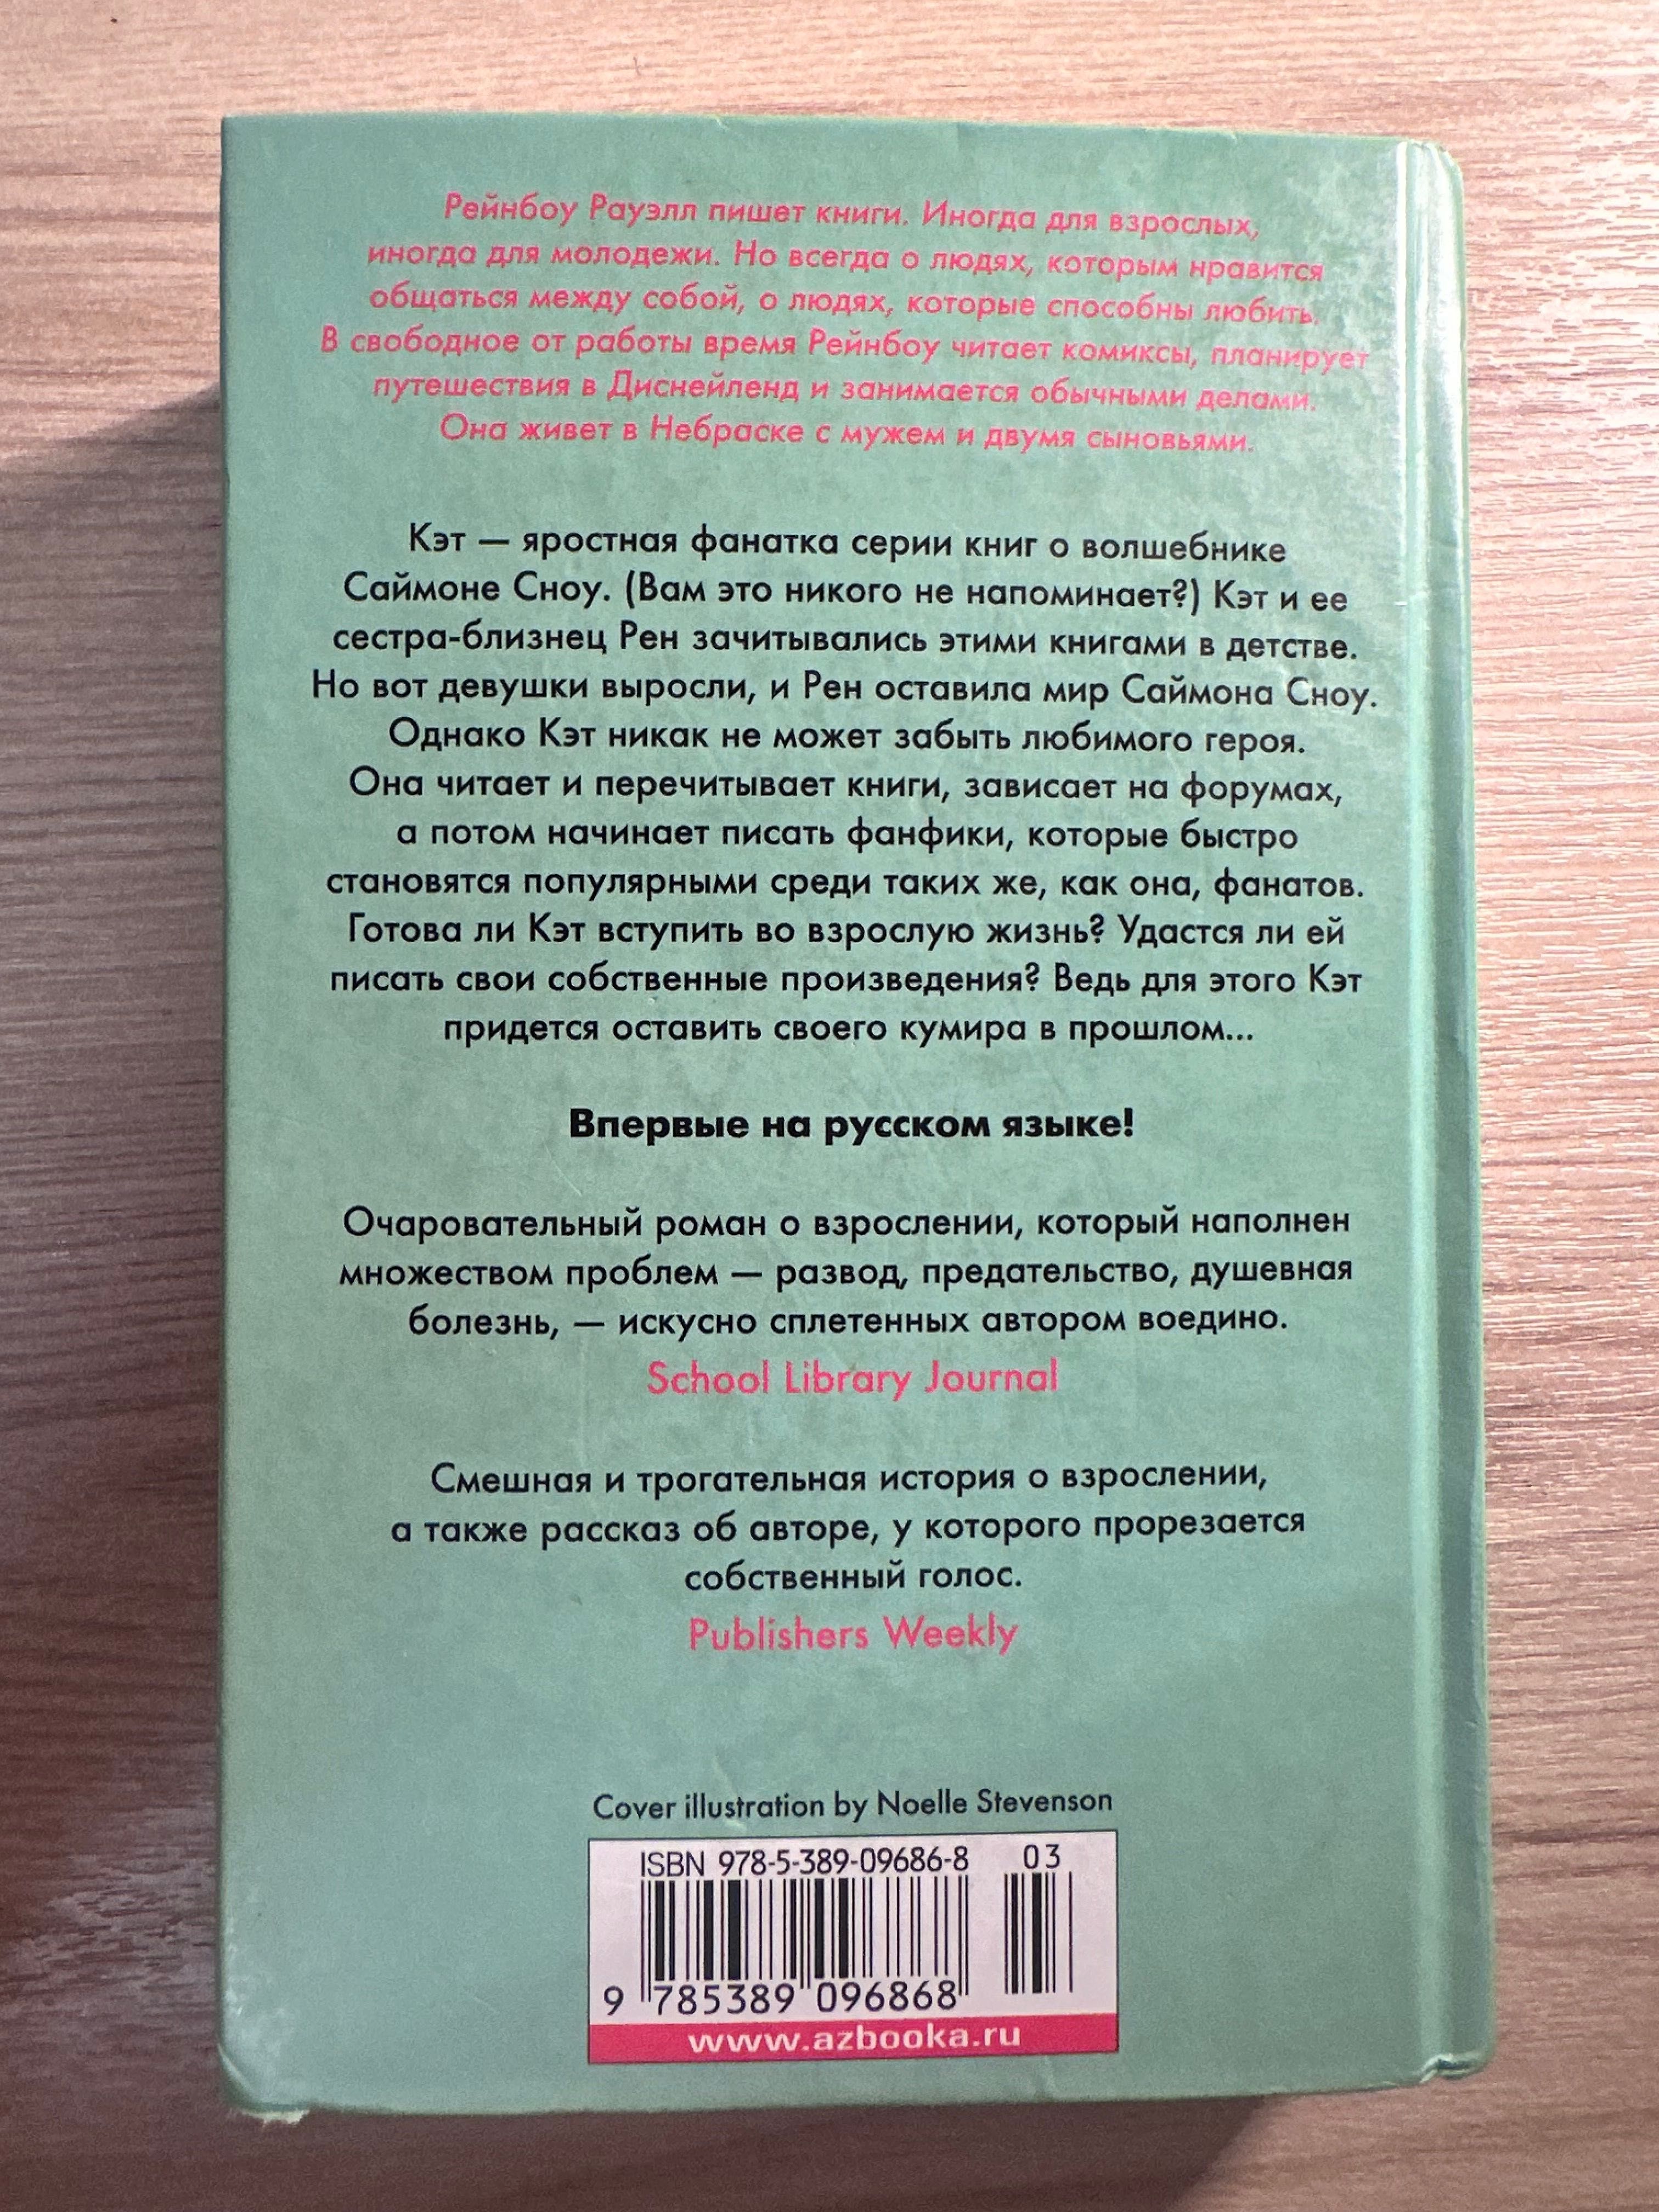 Рейнбоу Рауэлл пишет книги. Иногда для взрослых,
иногда для молодежи. Но всегда о людях, которым нравится
общаться между собой, о людях, которые способны любить.
В свободное от работы время Рейнбоу читает комиксы, планирует
путешествия в Диснейленд и занимается обычными делами.
Она живет в Небраске с мужем и двумя сыновьями.
Кэт — яростная фанатка серии книг о волшебнике
Саймоне Сноу. (Вам это никого не напоминает?) Кэт и ее
сестра-близнец Рен зачитывались этими книгами в детстве.
Но вот девушки выросли, и Рен оставила мир Саймона Сноу.
Однако Кэт никак не может забыть любимого героя.
Она читает и перечитывает книги, зависает на форумах,
а потом начинает писать фанфики, которые быстро
становятся популярными среди таких же, как она, фанатов.
Готова ли Кэт вступить во взрослую жизнь? Удастся ли ей
писать свои собственные произведения? Ведь для этого Кэт
придется оставить своего кумира в прошлом...
Впервые на русском языке!
Очаровательный роман о взрослении, который наполнен
множеством проблем — развод, предательство, душевная
болезнь, — искусно сплетенных автором воедино.
School Library Journal
Смешная и трогательная история о взрослении,
а также рассказ об авторе, у которого прорезается
собственный голос.
Publishers Weekly
Cover illustration by Noelle Stevenson
ISBN 978-5-389-09686-8 03
9 785389 096868
www.azbooka.ru